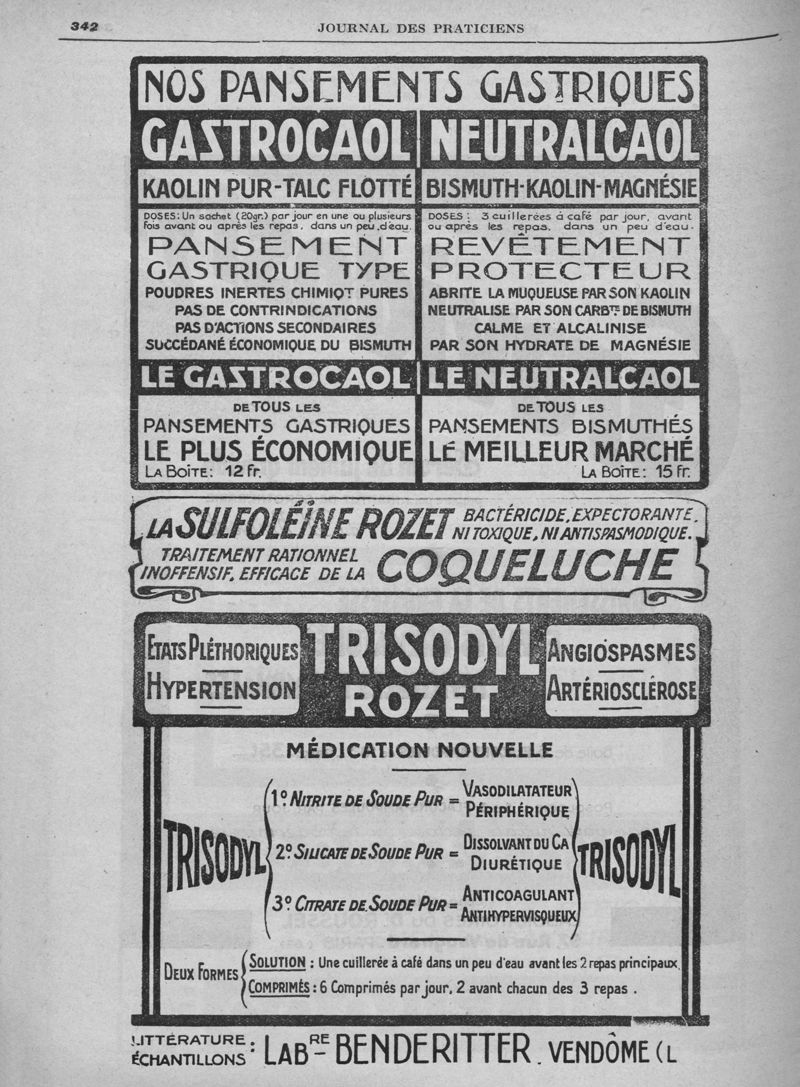 342
JOURNAL DES PRATICIENS
NOS PANSEMENTS GASTRIQUES
GASTROCAOL
KAOLIN PUR-TALC FLOTTÉ
DOSES: Un sachet (20gr.) par jour en une ou plusieurs
fois avant ou après les repas, dans un peu d'eau.
PANSEMENT
GASTRIQUE TYPE
POUDRES INERTES CHIMIQT PURES
PAS DE CONTRINDICATIONS
PAS D'ACTIONS SECONDAIRES
SUCCÉDANÉ ÉCONOMIQUE DU BISMUTH
LE GASTROCAOL
DE TOUS LES
PANSEMENTS GASTRIQUES
LE PLUS ÉCONOMIQUE
LA BOÎTE: 12 Fr.
NEUTRALCAOL
BISMUTH-KAOLIN-MAGNÉSIE
DOSES: 3 cuillerées à café par jour, avant
ou après les repas, dans un peu d'eau.
REVÊTEMENT
PROTECTEUR
ABRITE LA MUQUEUSE PAR SON KAOLIN
NEUTRALISE PAR SON CARBTE DE BISMUTH
CALME ET ALCALINISE
PAR SON HYDRATE DE MAGNÉSIE
LE NEUTRALCAOL
DE TOUS LES
PANSEMENTS BISMUTHÉS
LE MEILLEUR MARCHÉ
LA BOÎTE: 15 Fr.
LA SULFOLÉINE ROZET BACTÉRICIDE, EXPECTORANTE,
NI TOXIQUE, NI ANTISPASMODIQUE.
TRAITEMENT RATIONNEL
INOFFENSIF, EFFICACE DE LA COQUELUCHE
ETATS PLÉTHORIQUES
HYPERTENSION
TRISODYL
ROZET
ANGIOSPASMES
ARTÉRIOSCLÉROSE
MÉDICATION NOUVELLE
TRISODYL
1º. NITRITE DE SOUDE PUR = VASODILATATEUR
PÉRIPHÉRIQUE
2º. SILICATE DE SOUDE PUR = DISSOLVANT DU CA
DIURÉTIQUE
3º CITRATE DE SOUDE PUR = ANTICOAGULANT
ANTIHYPERVISQUEUX
TRISODYL
DEUX FORMES
SOLUTION : Une cuillerée à café dans un peu d'eau avant les 2 repas principaux.
COMPRIMÉS : 6 Comprimés par jour, 2 avant chacun des 3 repas.
LITTÉRATURE
ÉCHANTILLONS : LABRE BENDERITTER. VENDÔME (L